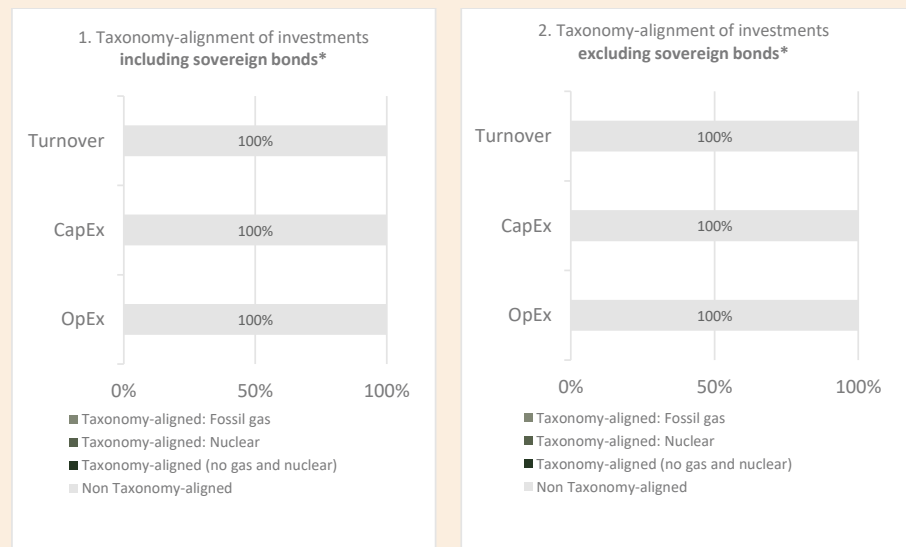 1. Taxonomy-alignment of investments
including sovereign bonds*
Turnover
100%
CapEx
100%
OpEx
100%
0%
50%
100%
Taxonomy-aligned: Fossil gas
Taxonomy-aligned: Nuclear
Taxonomy-aligned (no gas and nuclear)
Non Taxonomy-aligned
2. Taxonomy-alignment of investments
excluding sovereign bonds*
Turnover
100%
CapEx
100%
OpEx
100%
0%
50%
100%
Taxonomy-aligned: Fossil gas
Taxonomy-aligned: Nuclear
Taxonomy-aligned (no gas and nuclear)
Non Taxonomy-aligned